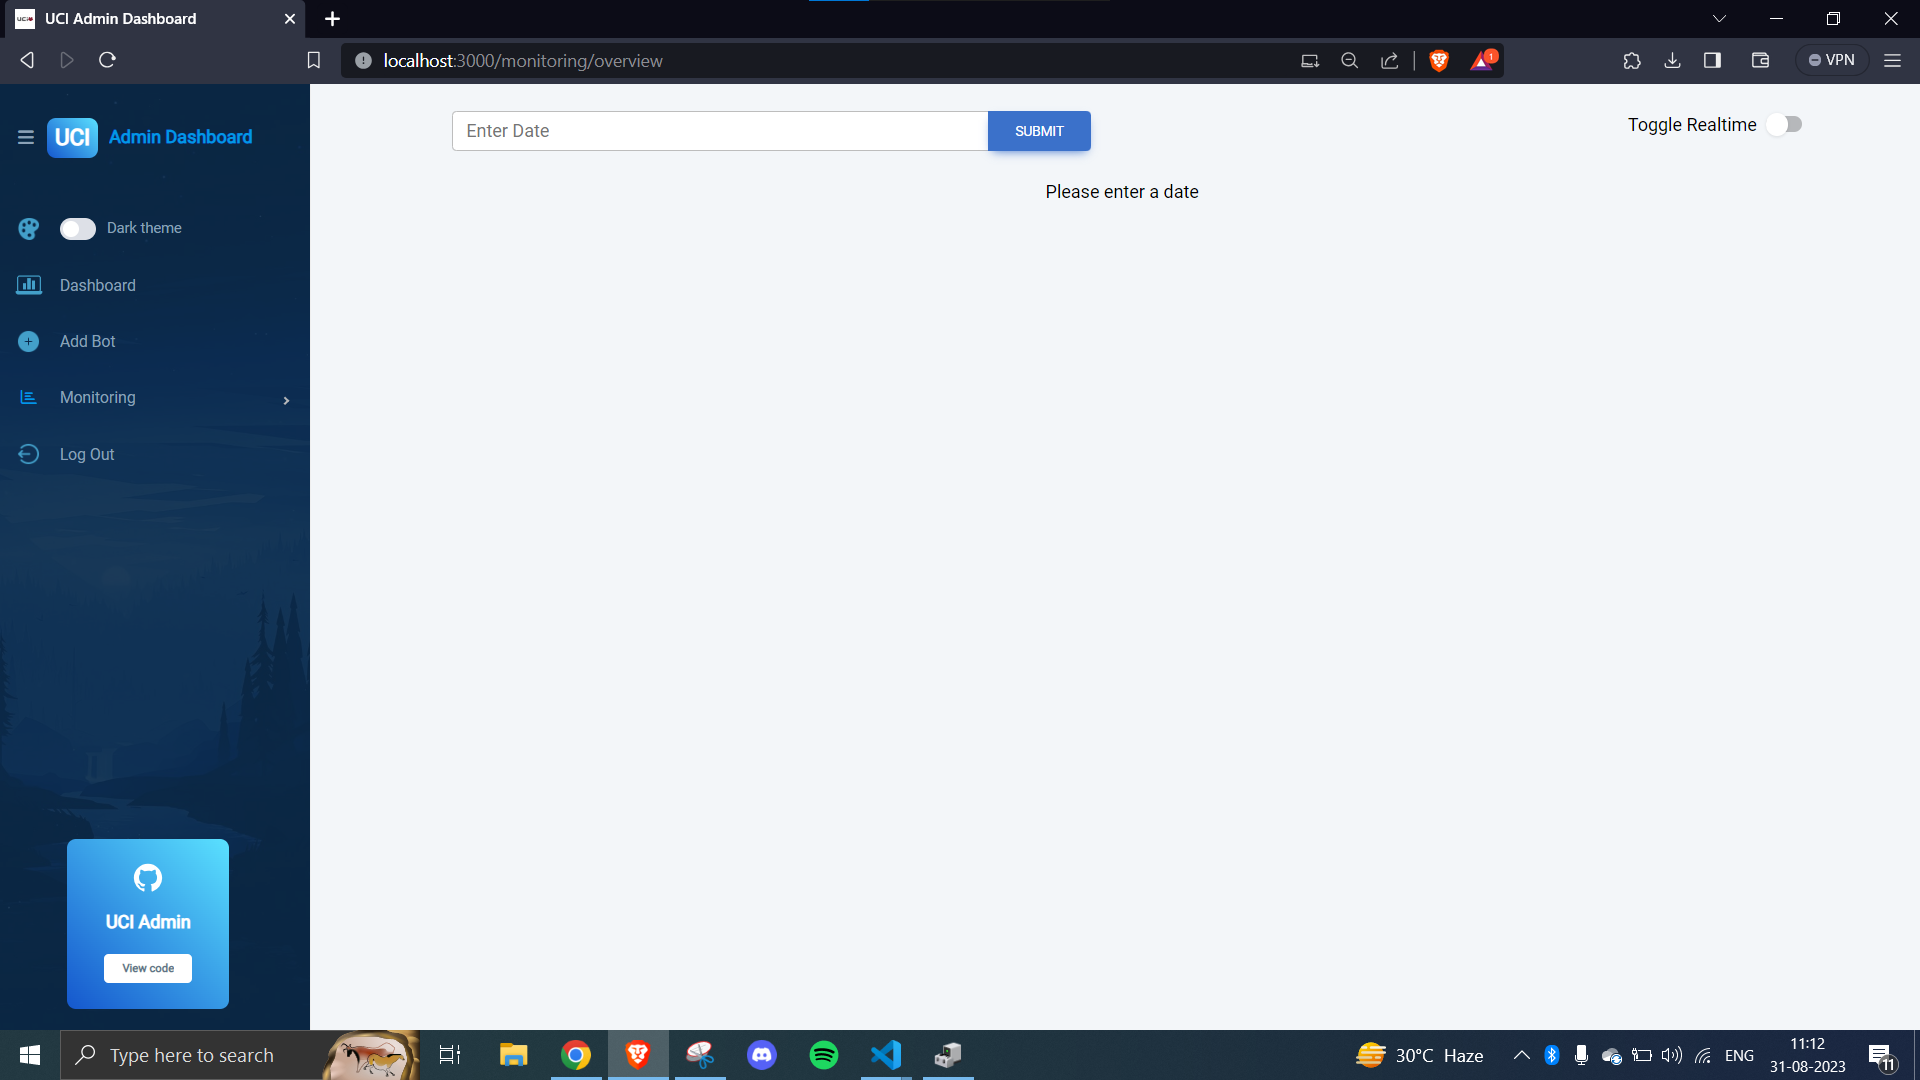 UCI Admin Dashboard
localhost:3000/monitoring/overview
1
VPN
UCI Admin Dashboard
Enter Date
SUBMIT
Toggle Realtime
Please enter a date
Dark theme
Dashboard
Add Bot
Monitoring
Log Out
UCI Admin
View code
Type here to search
30°C Haze
ENG
11:12
31-08-2023
11